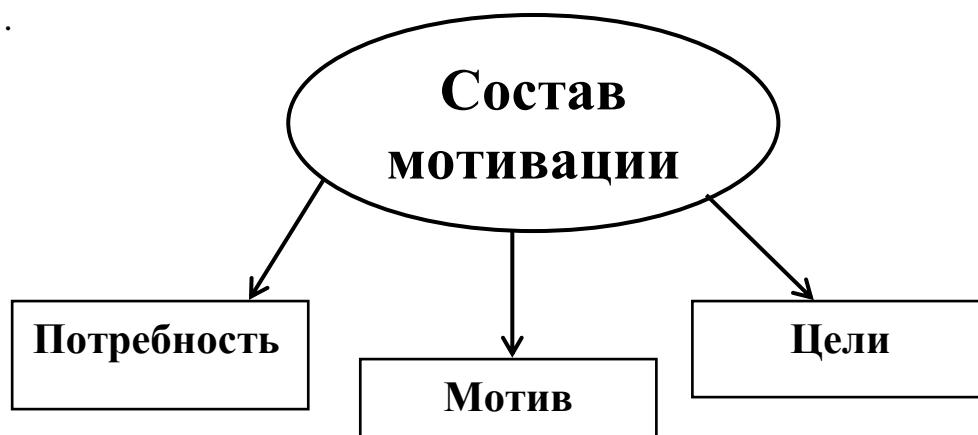 .
Состав
мотивации
Потребность
Мотив
Цели